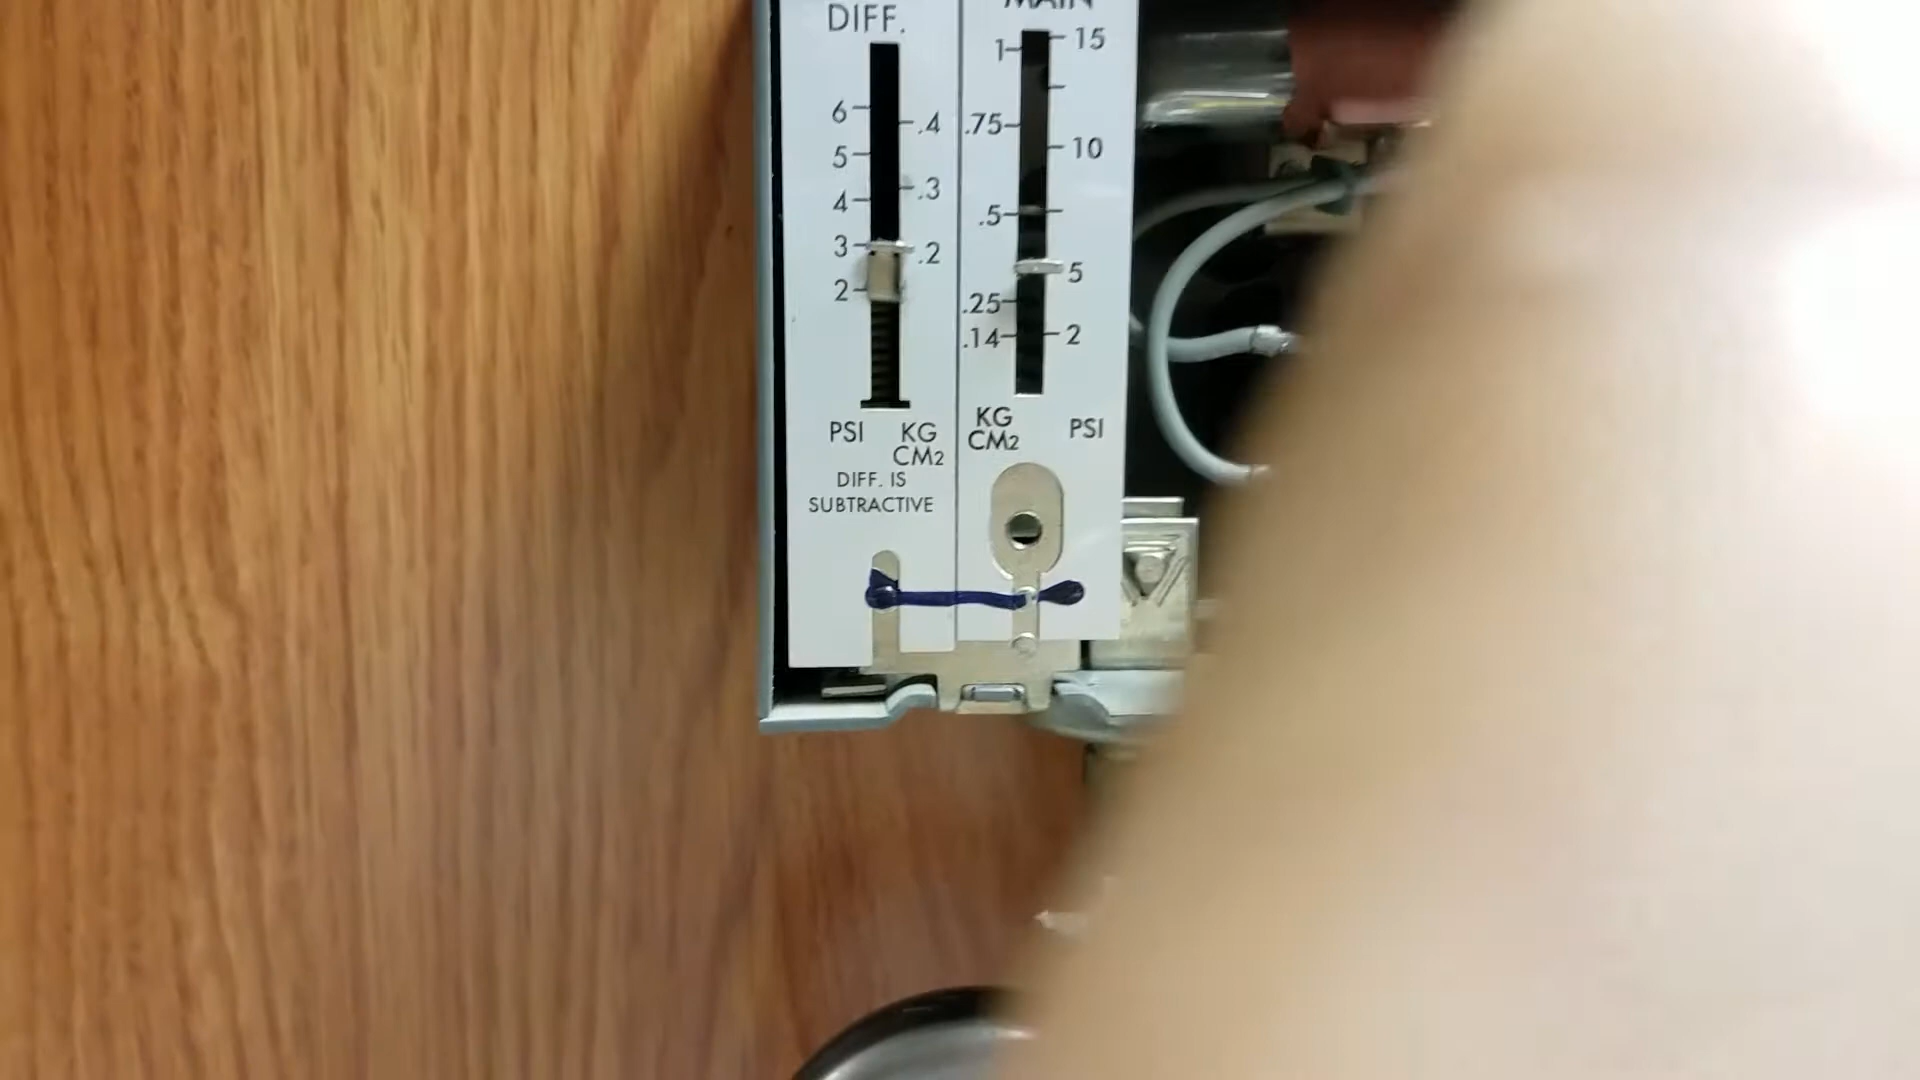 DIFF.
MAIN
6
5
4
3
2
.4
.3
.2
1
.75
.5
.25
.14
15
10
5
2
PSI
KG
CM2
DIFF. IS
SUBTRACTIVE
KG
CM2
PSI